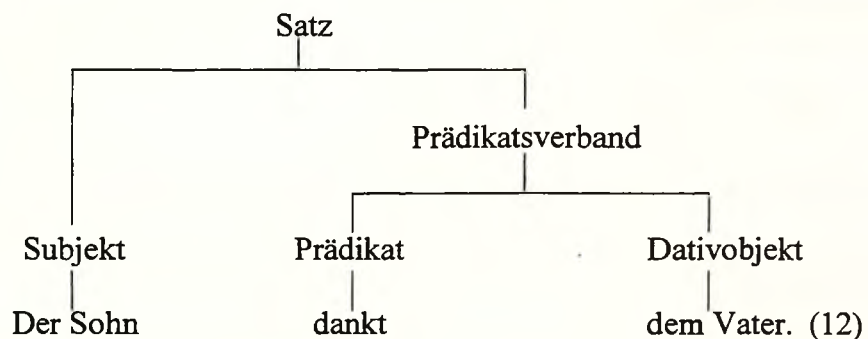 Satz
Prädikatsverband
Subjekt Prädikat Dativobjekt
Der Sohn dankt dem Vater. (12)